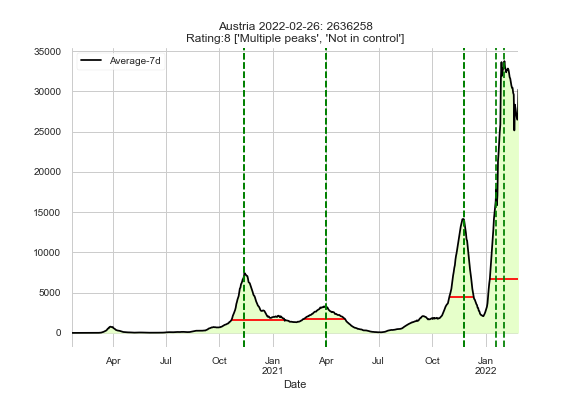 Austria 2022-02-26: 2636258
Rating:8 ['Multiple peaks', 'Not in control']
Average-7d
35000
30000
25000
20000
15000
10000
5000
0
Apr Jul Oct Jan Apr Jul Oct Jan
2021 2022
Date